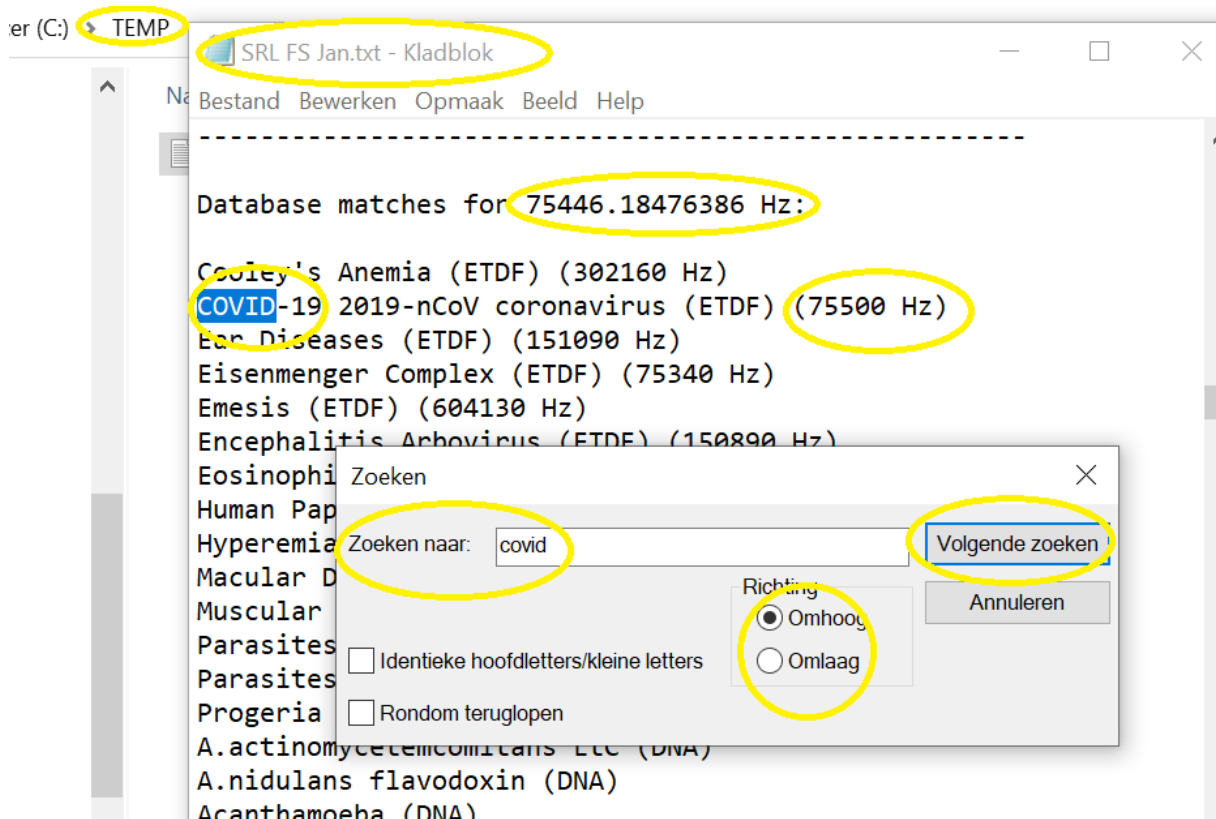 er (C:) > TEMP
SRL FS Jan.txt - Kladblok
Bestand Bewerken Opmaak Beeld Help
-----------------------------------------------------
Database matches for 75446.18476386 Hz:
Cooley's Anemia (ETDF) (302160 Hz)
COVID-19 2019-nCoV coronavirus (ETDF) (75500 Hz)
Ear Diseases (ETDF) (151090 Hz)
Eisenmenger Complex (ETDF) (75340 Hz)
Emesis (ETDF) (604130 Hz)
Encephalitis Arbovirus (ETDF) (150890 Hz)
Eosinophi
Human Pap
Hyperemia
Macular D
Muscular
Parasites
Parasites
Progeria
A.actinomycetemcomitans LtC (DNA)
A.nidulans flavodoxin (DNA)
Acanthamoeba (DNA)
Zoeken
Zoeken naar: covid
Volgende zoeken
Richting
Annuleren
Omhoog
Identieke hoofdletters/kleine letters
Omlaag
Rondom teruglopen